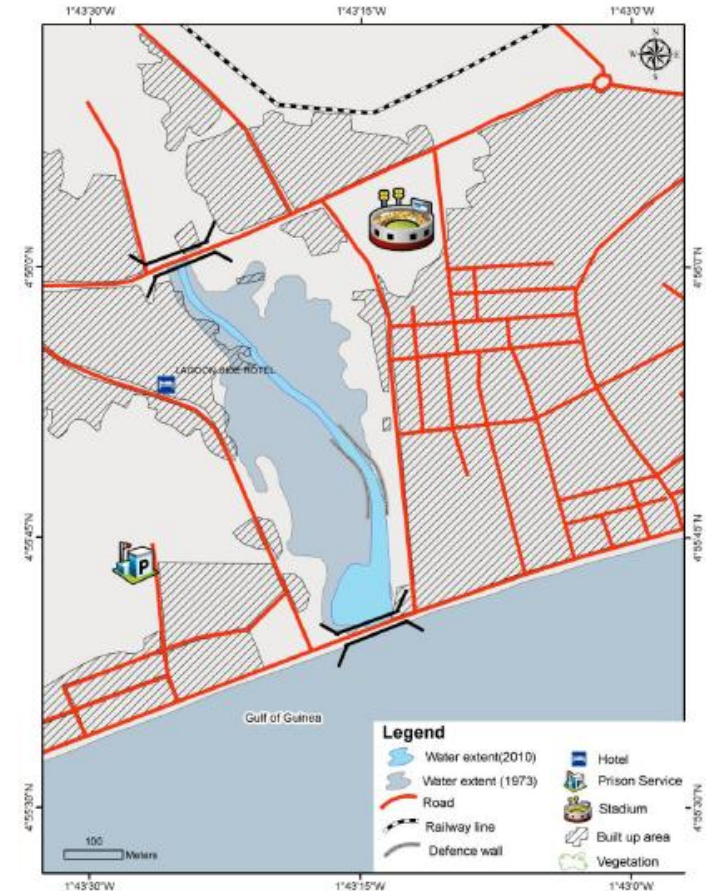 1°43'30"W 1°43'15"W 1°43'0"W
N
W E
S
4°56'0"N 4°56'0"N
LAGOON SIDE HOTEL
4°55'45"N 4°55'45"N
P
Gulf of Guinea
Legend
Water extent(2010)
Water extent (1973)
Road
Railway line
Defence wall
Hotel
Prison Service
Stadium
Built up area
Vegetation
4°55'30"N 4°55'30"N
100
Meters
1°43'30"W 1°43'15"W 1°43'0"W